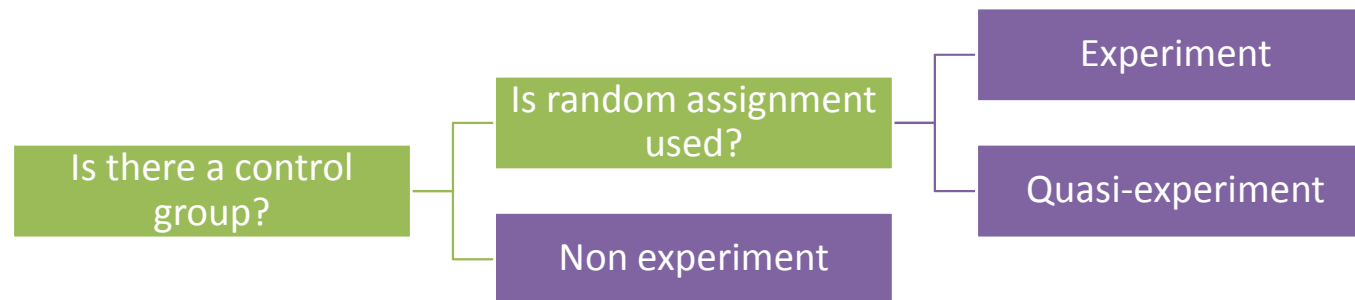 Is there a control
group?
Is random assignment
used?
Non experiment
Experiment
Quasi-experiment